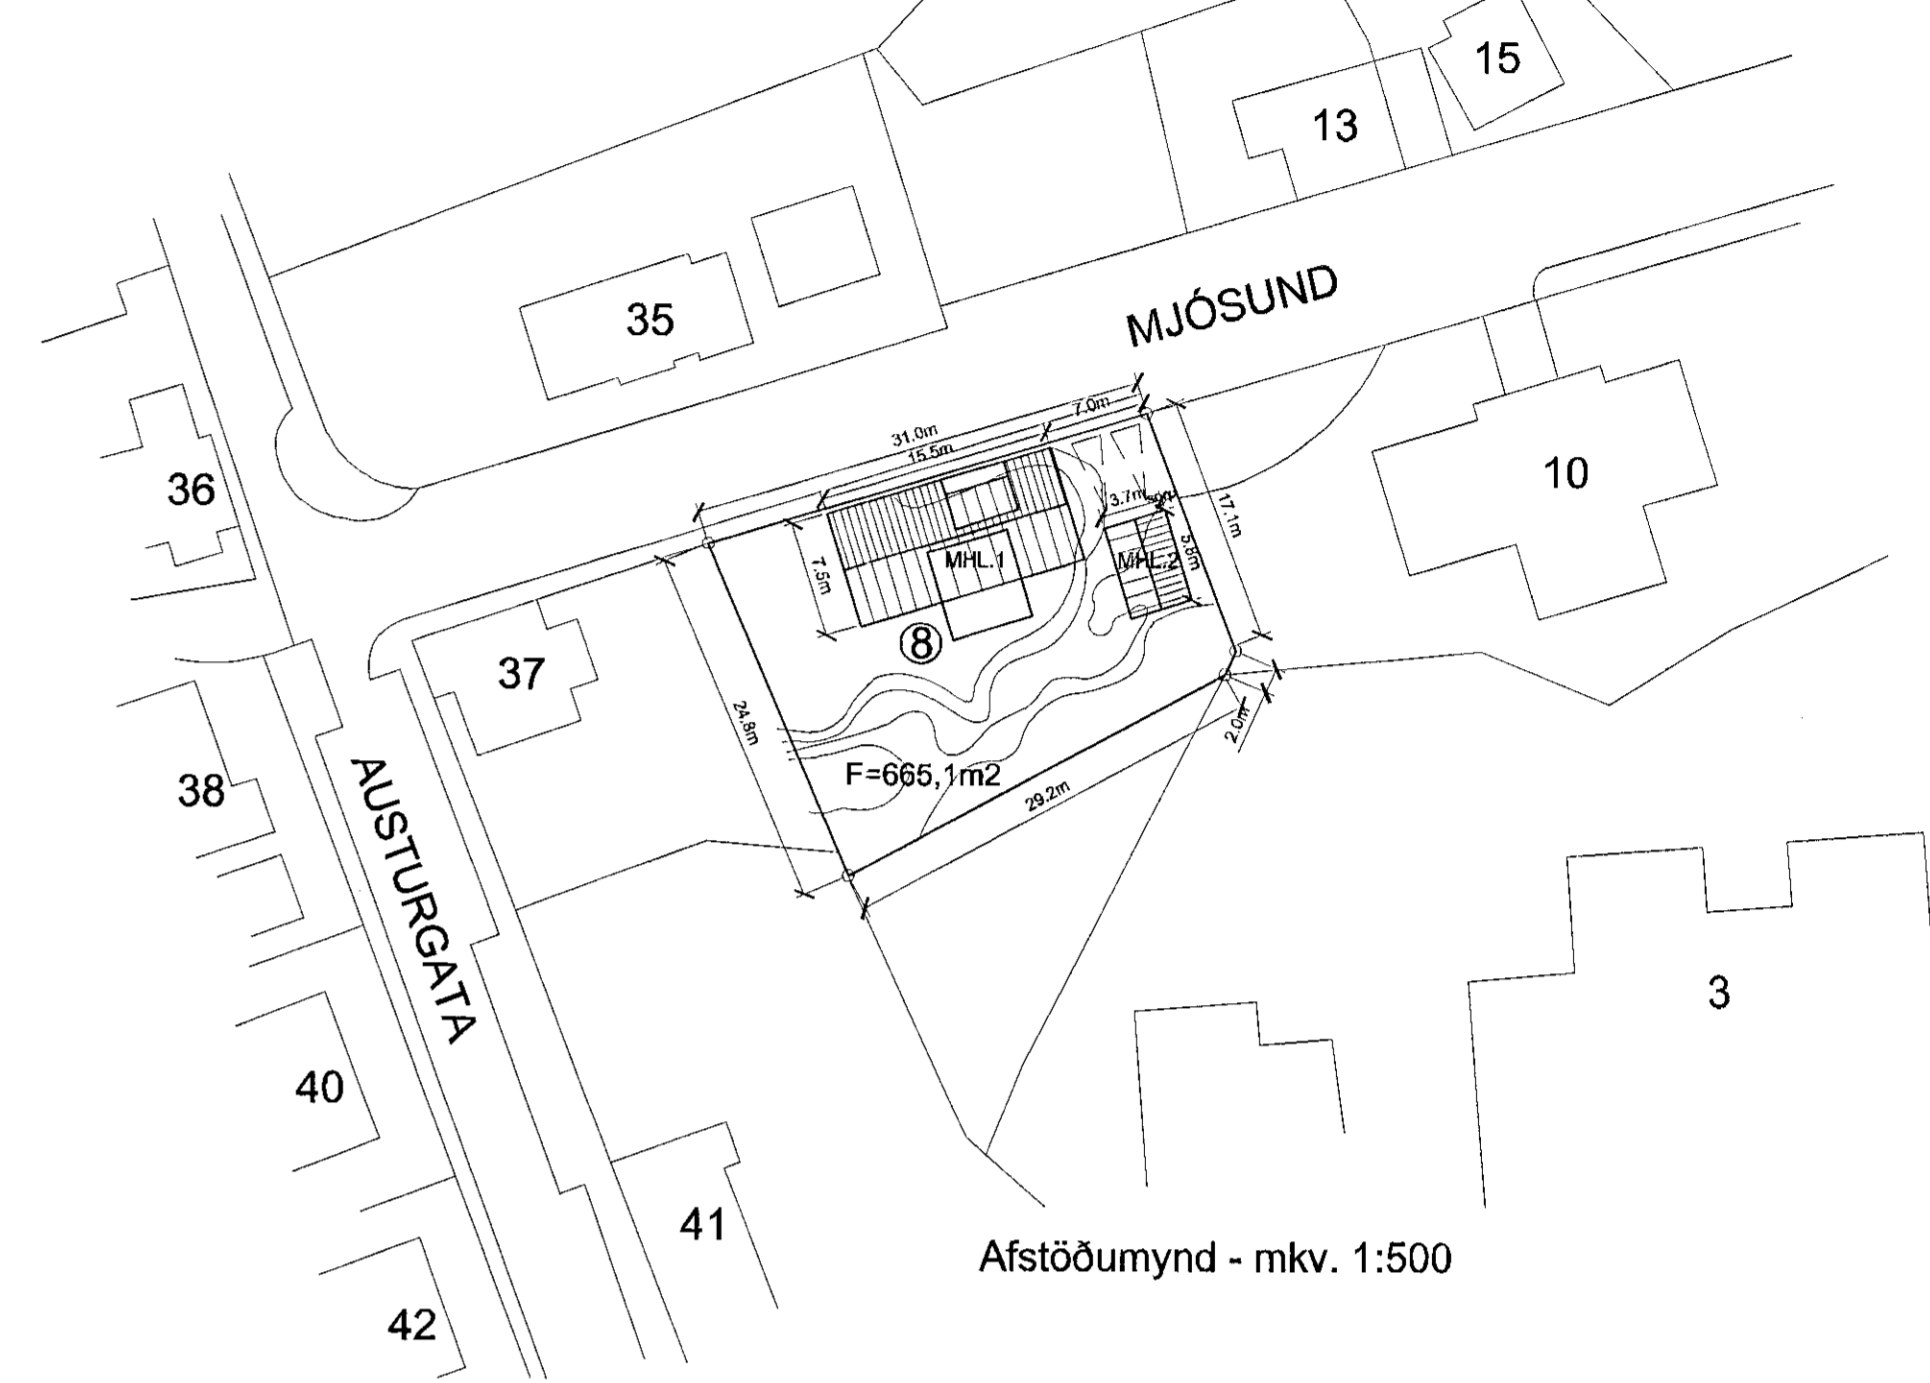 15
13
MJÓSUND
35
7.0m
31.0m
15.5m
36
10
3.7m
17.1m
5.8m
7.5m
MHL.1
MHL.2
8
37
24.8m
2.0m
F=665,1m2
29.2m
38
AUSTURGATA
3
40
41
42
Afstöðumynd - mkv. 1:500